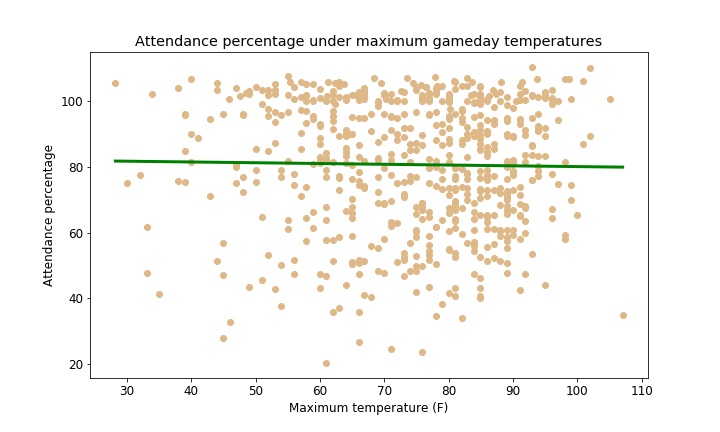 Attendance percentage under maximum gameday temperatures
Attendance percentage
100
80
60
40
20
30 40 50 60 70 80 90 100 110
Maximum temperature (F)